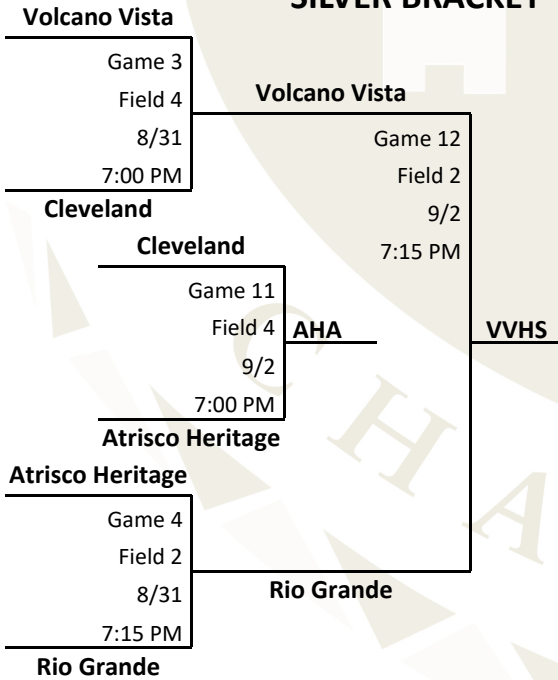 SILVER BRACKET
Volcano Vista
Game 3
Field 4
8/31
7:00 PM
Cleveland
Volcano Vista
Game 12
Field 2
9/2
7:15 PM
Cleveland
Game 11
Field 4
9/2
7:00 PM
Atrisco Heritage
AHA
VVHS
Atrisco Heritage
Game 4
Field 2
8/31
7:15 PM
Rio Grande
Rio Grande
C H A